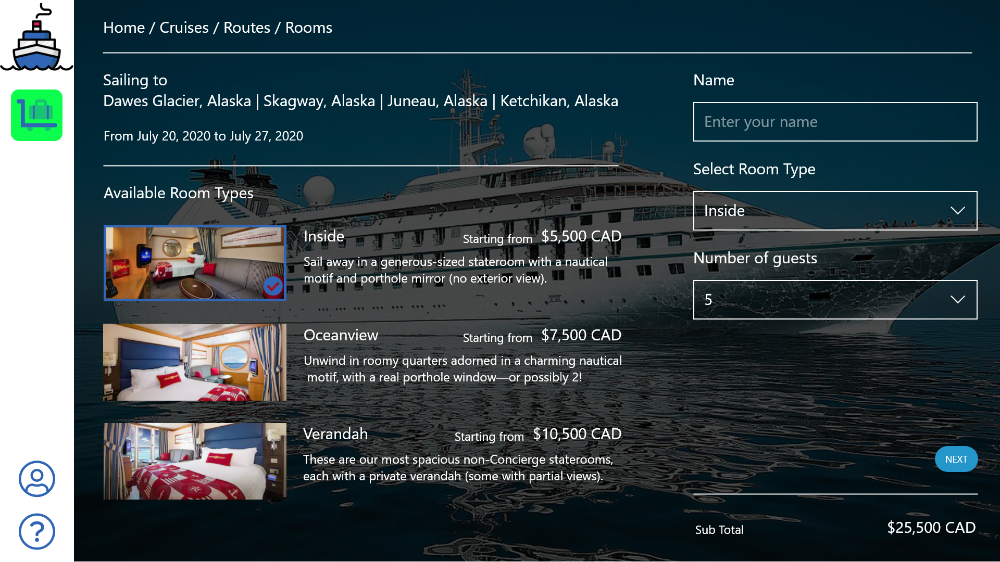 Home / Cruises / Routes / Rooms
Sailing to
Dawes Glacier, Alaska | Skagway, Alaska | Juneau, Alaska | Ketchikan, Alaska
From July 20, 2020 to July 27, 2020
Available Room Types
Inside Starting from $5,500 CAD
Sail away in a generous-sized stateroom with a nautical
motif and porthole mirror (no exterior view).
Oceanview Starting from $7,500 CAD
Unwind in roomy quarters adorned in a charming nautical
motif, with a real porthole window—or possibly 2!
Verandah Starting from $10,500 CAD
These are our most spacious non-Concierge staterooms,
each with a private verandah (some with partial views).
Name
Enter your name
Select Room Type
Inside
Number of guests
5
NEXT
Sub Total $25,500 CAD